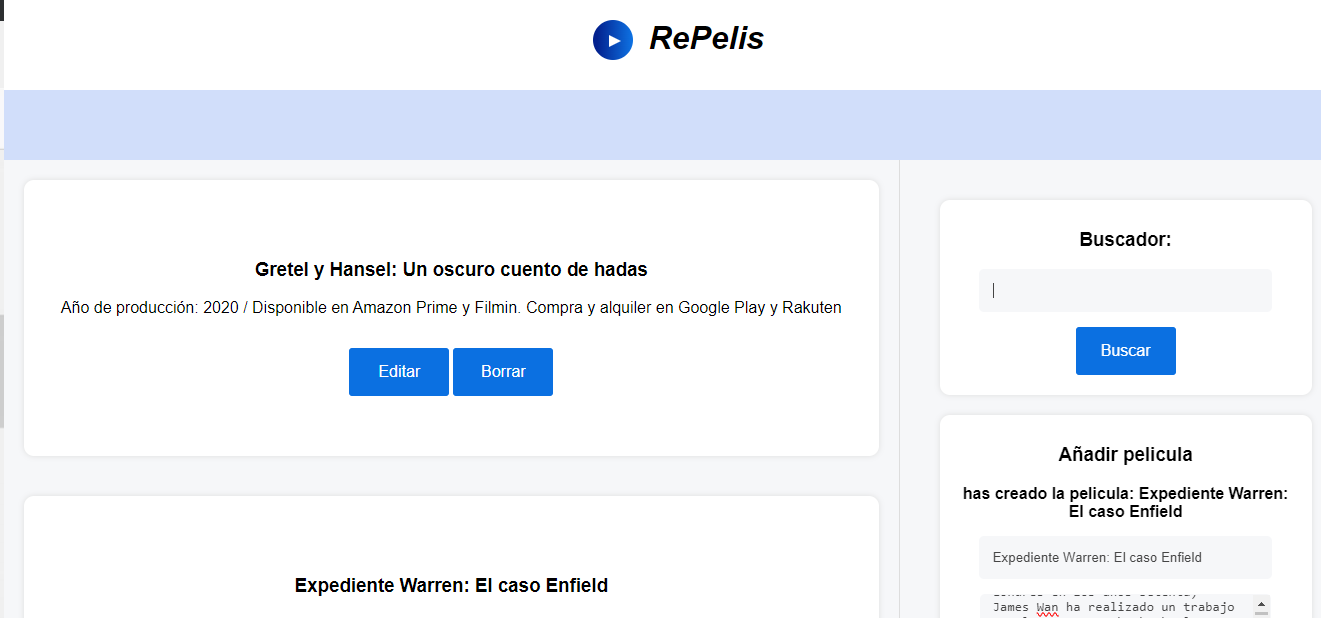 RePelis
Gretel y Hansel: Un oscuro cuento de hadas
Año de producción: 2020 / Disponible en Amazon Prime y Filmin. Compra y alquiler en Google Play y Rakuten
Editar
Borrar
Expediente Warren: El caso Enfield
Buscador:
Buscar
Añadir pelicula
has creado la pelicula: Expediente Warren:
El caso Enfield
Expediente Warren: El caso Enfield
James Wan ha realizado un trabajo